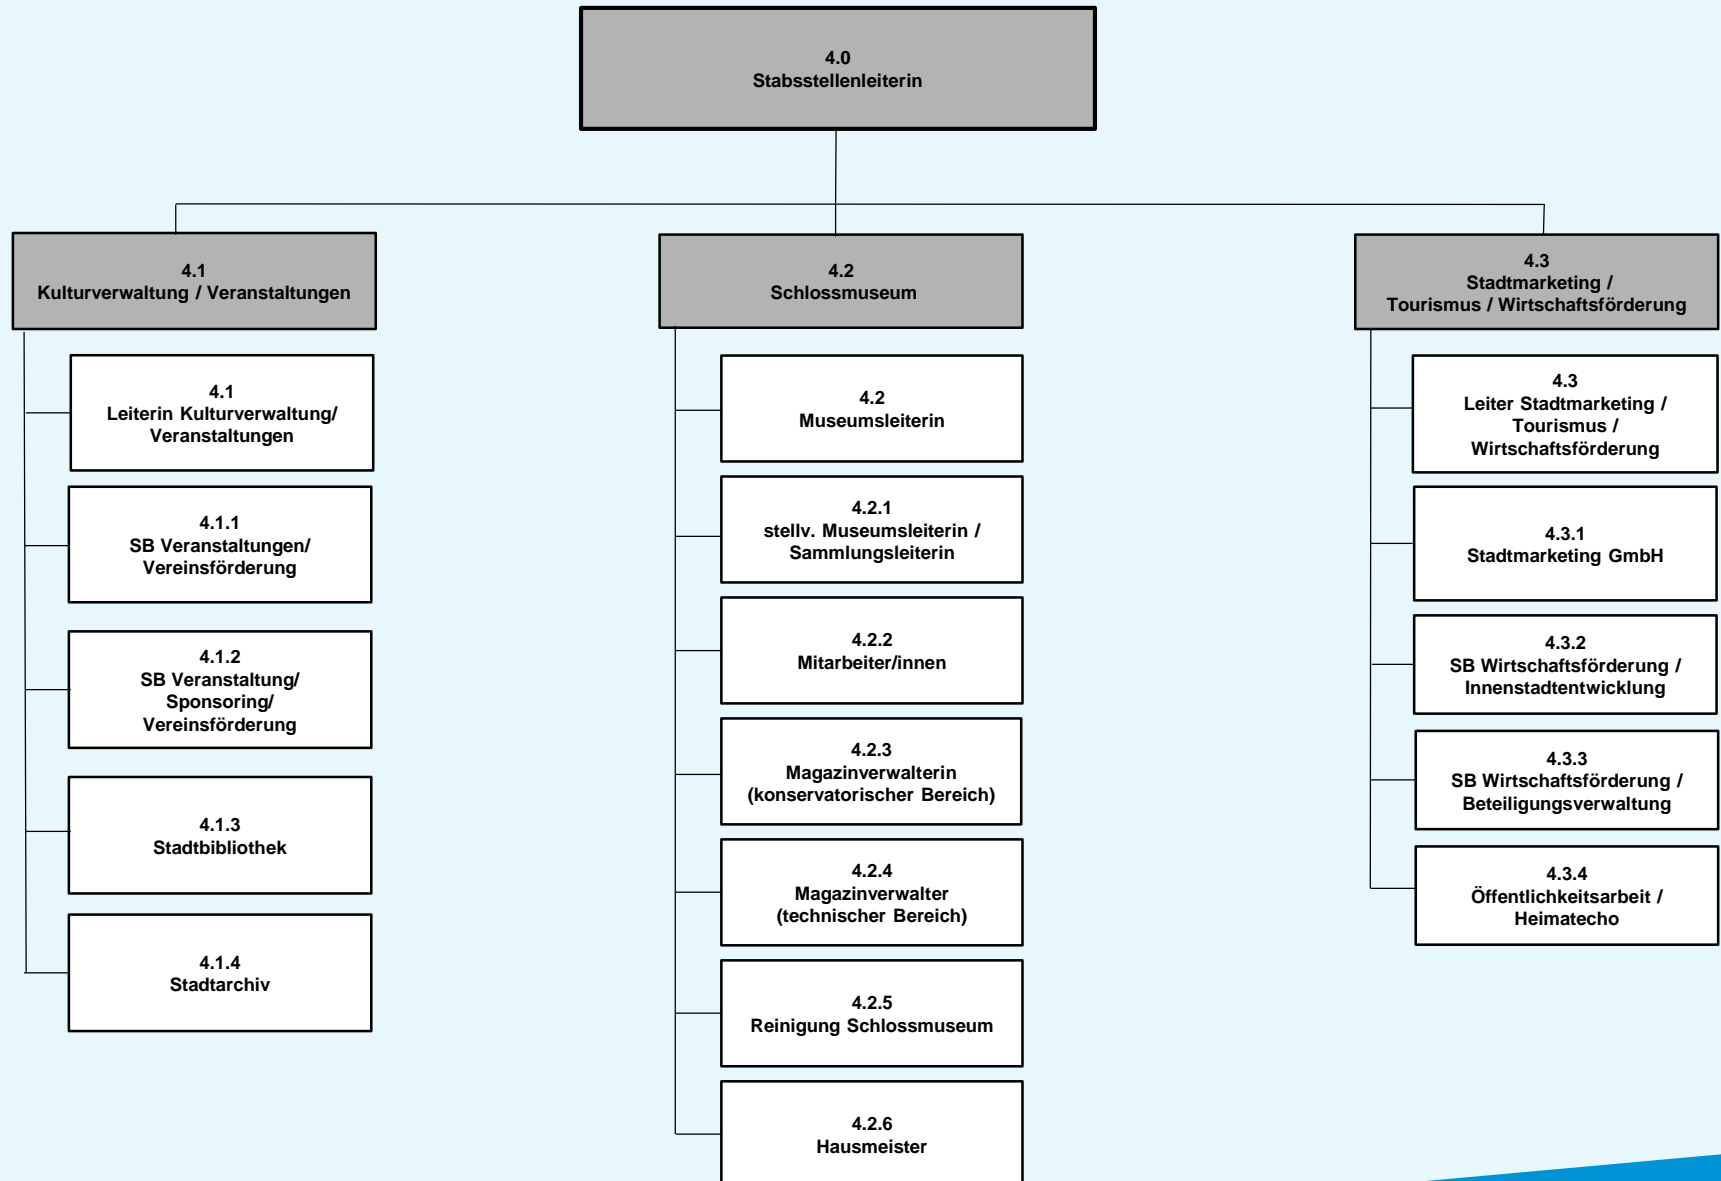 4.0
Stabsstellenleiterin
4.1
Kulturverwaltung / Veranstaltungen
4.1
Leiterin Kulturverwaltung/
Veranstaltungen
4.1.1
SB Veranstaltungen/
Vereinsförderung
4.1.2
SB Veranstaltung/
Sponsoring/
Vereinsförderung
4.1.3
Stadtbibliothek
4.1.4
Stadtarchiv
4.2
Schlossmuseum
4.2
Museumsleiterin
4.2.1
stellv. Museumsleiterin /
Sammlungsleiterin
4.2.2
Mitarbeiter/innen
4.2.3
Magazinverwalterin
(konservatorischer Bereich)
4.2.4
Magazinverwalter
(technischer Bereich)
4.2.5
Reinigung Schlossmuseum
4.2.6
Hausmeister
4.3
Stadtmarketing /
Tourismus / Wirtschaftsförderung
4.3
Leiter Stadtmarketing /
Tourismus /
Wirtschaftsförderung
4.3.1
Stadtmarketing GmbH
4.3.2
SB Wirtschaftsförderung /
Innenstadtentwicklung
4.3.3
SB Wirtschaftsförderung /
Beteiligungsverwaltung
4.3.4
Öffentlichkeitsarbeit /
Heimatecho